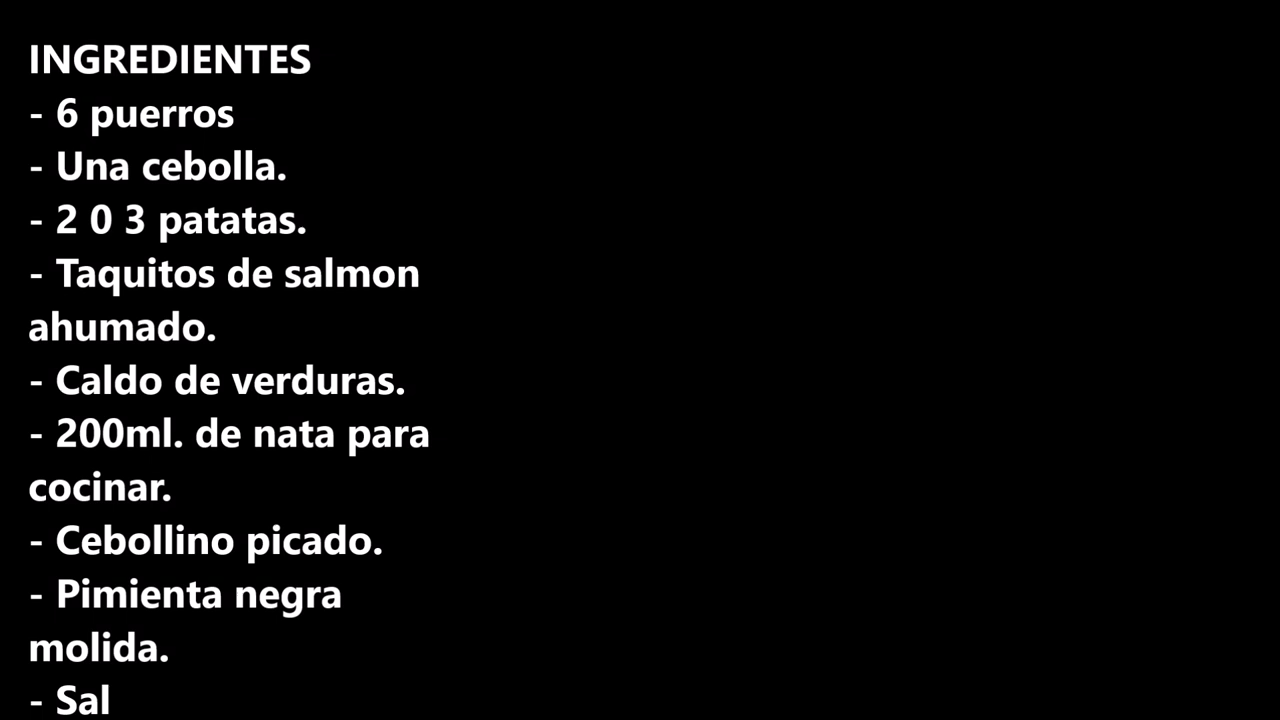 INGREDIENTES
- 6 puerros
- Una cebolla.
- 2 0 3 patatas.
- Taquitos de salmon
ahumado.
- Caldo de verduras.
- 200ml. de nata para
cocinar.
- Cebollino picado.
- Pimienta negra
molida.
- Sal